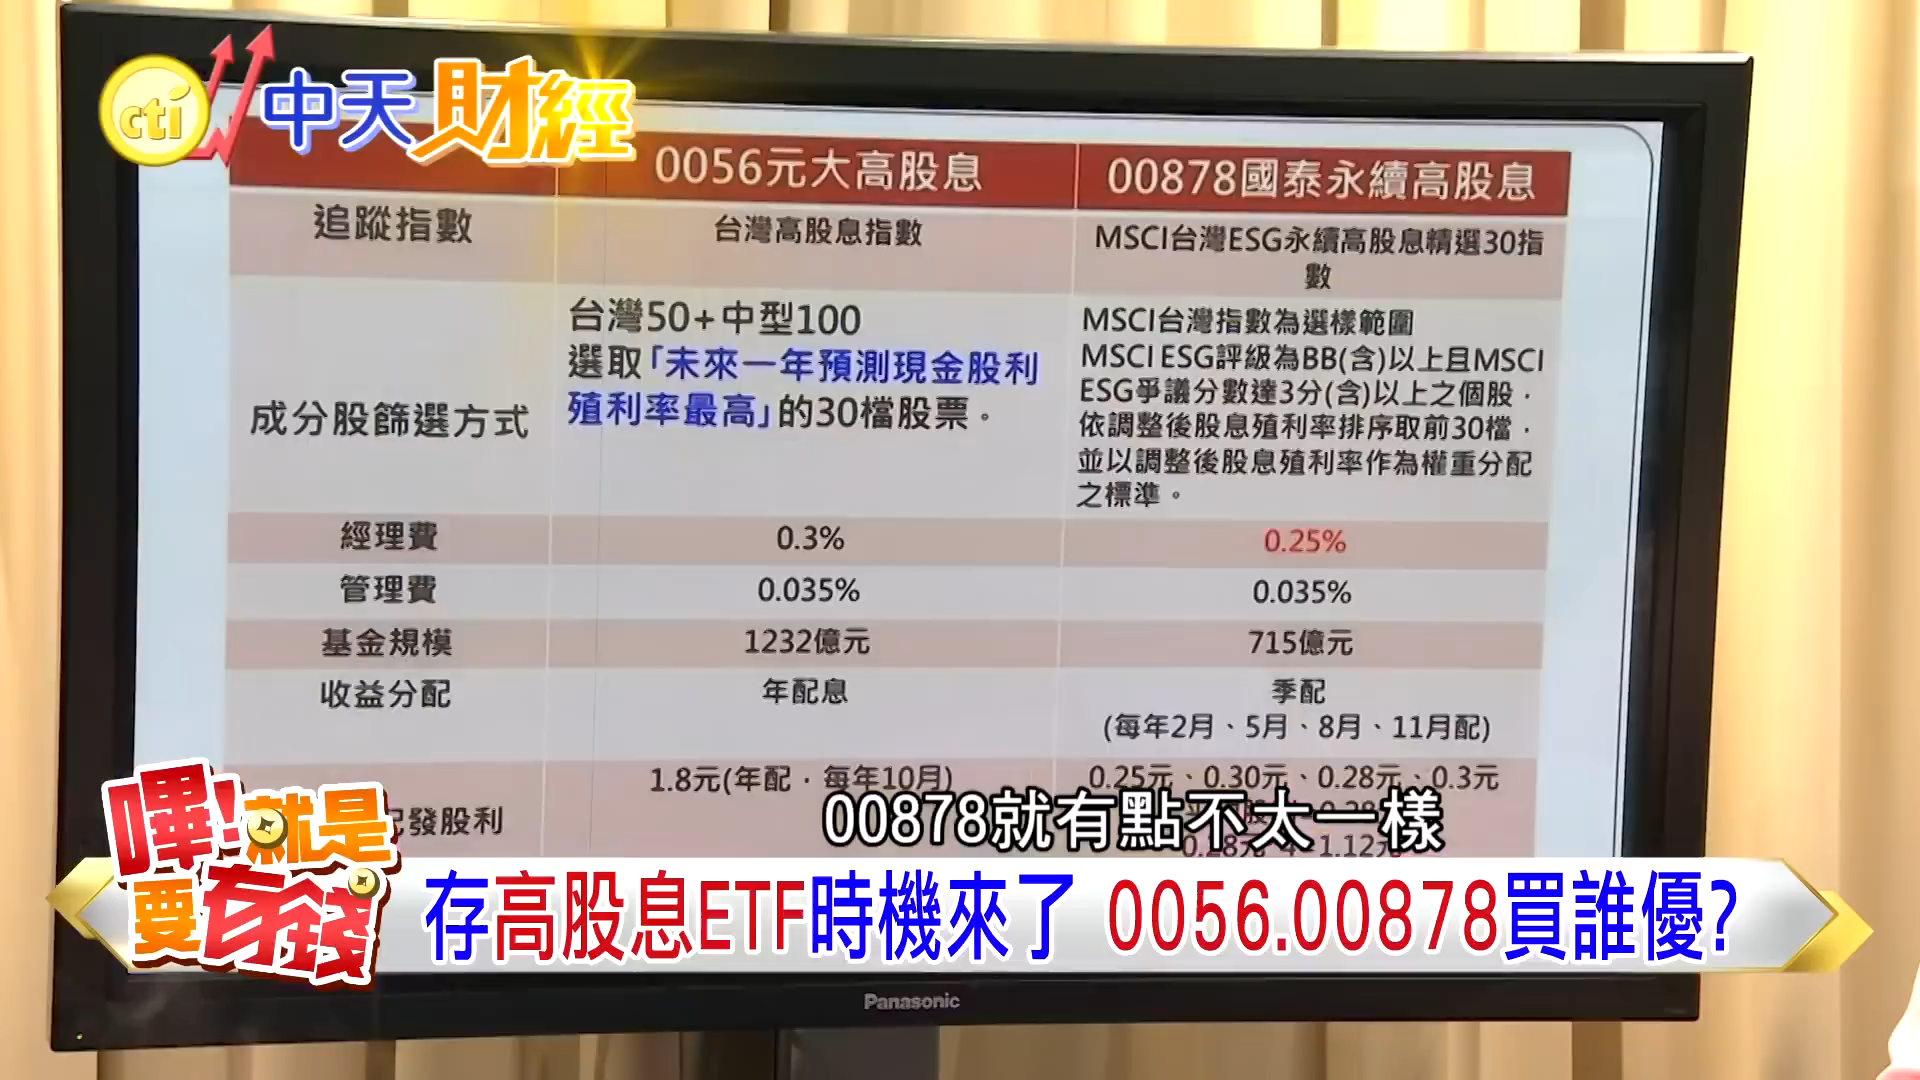 cti 中天財經
0056元大高股息
00878國泰永續高股息
追蹤指數
台灣高股息指數
MSCI台灣ESG永續高股息精選30指
數
成分股篩選方式
台灣50+中型100
選取「未來一年預測現金股利
殖利率最高」的30檔股票。
MSCI台灣指數為選樣範圍
MSCI ESG評級為BB(含)以上且MSCI
ESG爭議分數達3分(含)以上之個股，
依調整後股息殖利率排序取前30檔，
並以調整後股息殖利率作為權重分配
之標準。
經理費
0.3%
0.25%
管理費
0.035%
0.035%
基金規模
1232億元
715億元
收益分配
年配息
季配
(每年2月、5月、8月、11月配)
發股利
1.8元(年配，每年10月)
0.25元、0.30元、0.28元、0.3元
1.12元
00878就有點不太一樣
嗶!就是
要有錢
存高股息ETF時機來了 0056.00878買誰優?
Panasonic